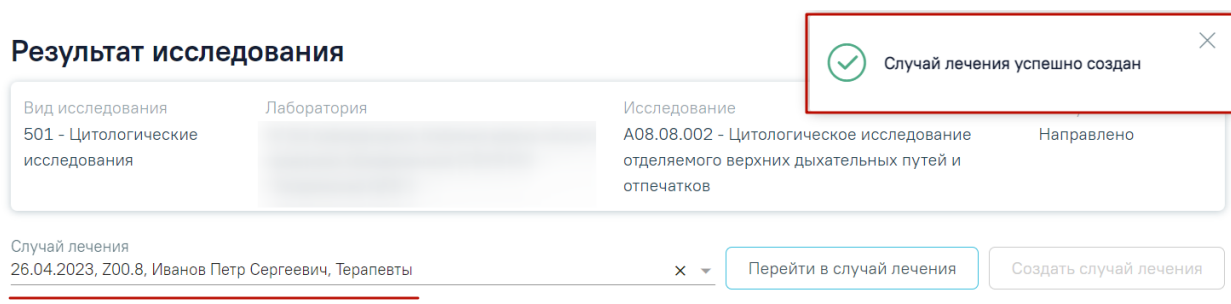 Результат исследования
Случай лечения успешно создан
Вид исследования
501 - Цитологические
исследования
Лаборатория
Исследование
A08.08.002 - Цитологическое исследование
отделяемого верхних дыхательных путей и
отпечатков
Направлено
Случай лечения
26.04.2023, Z00.8, Иванов Петр Сергеевич, Терапевты
Перейти в случай лечения
Создать случай лечения